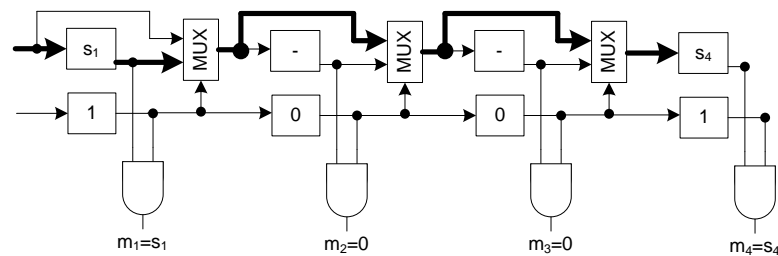 s1 MUX - MUX - MUX s4
1 0 0 1
m1=s1 m2=0 m3=0 m4=s4